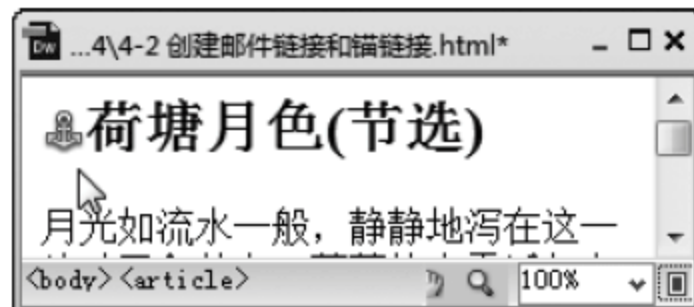 Dw ...4\4-2 创建邮件链接和锚链接.html*
荷塘月色(节选)
月光如流水一般，静静地泻在这一
<body> <article> 100%